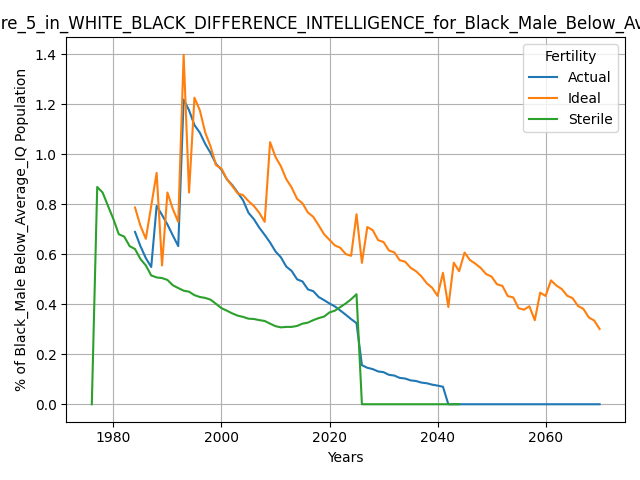 re_5_in_WHITE_BLACK_DIFFERENCE_INTELLIGENCE_for_Black_Male_Below_Av
% of Black_Male Below_Average_IQ Population
1.4
1.2
1.0
0.8
0.6
0.4
0.2
0.0
Fertility
Actual
Ideal
Sterile
1980
2000
2020
2040
2060
Years